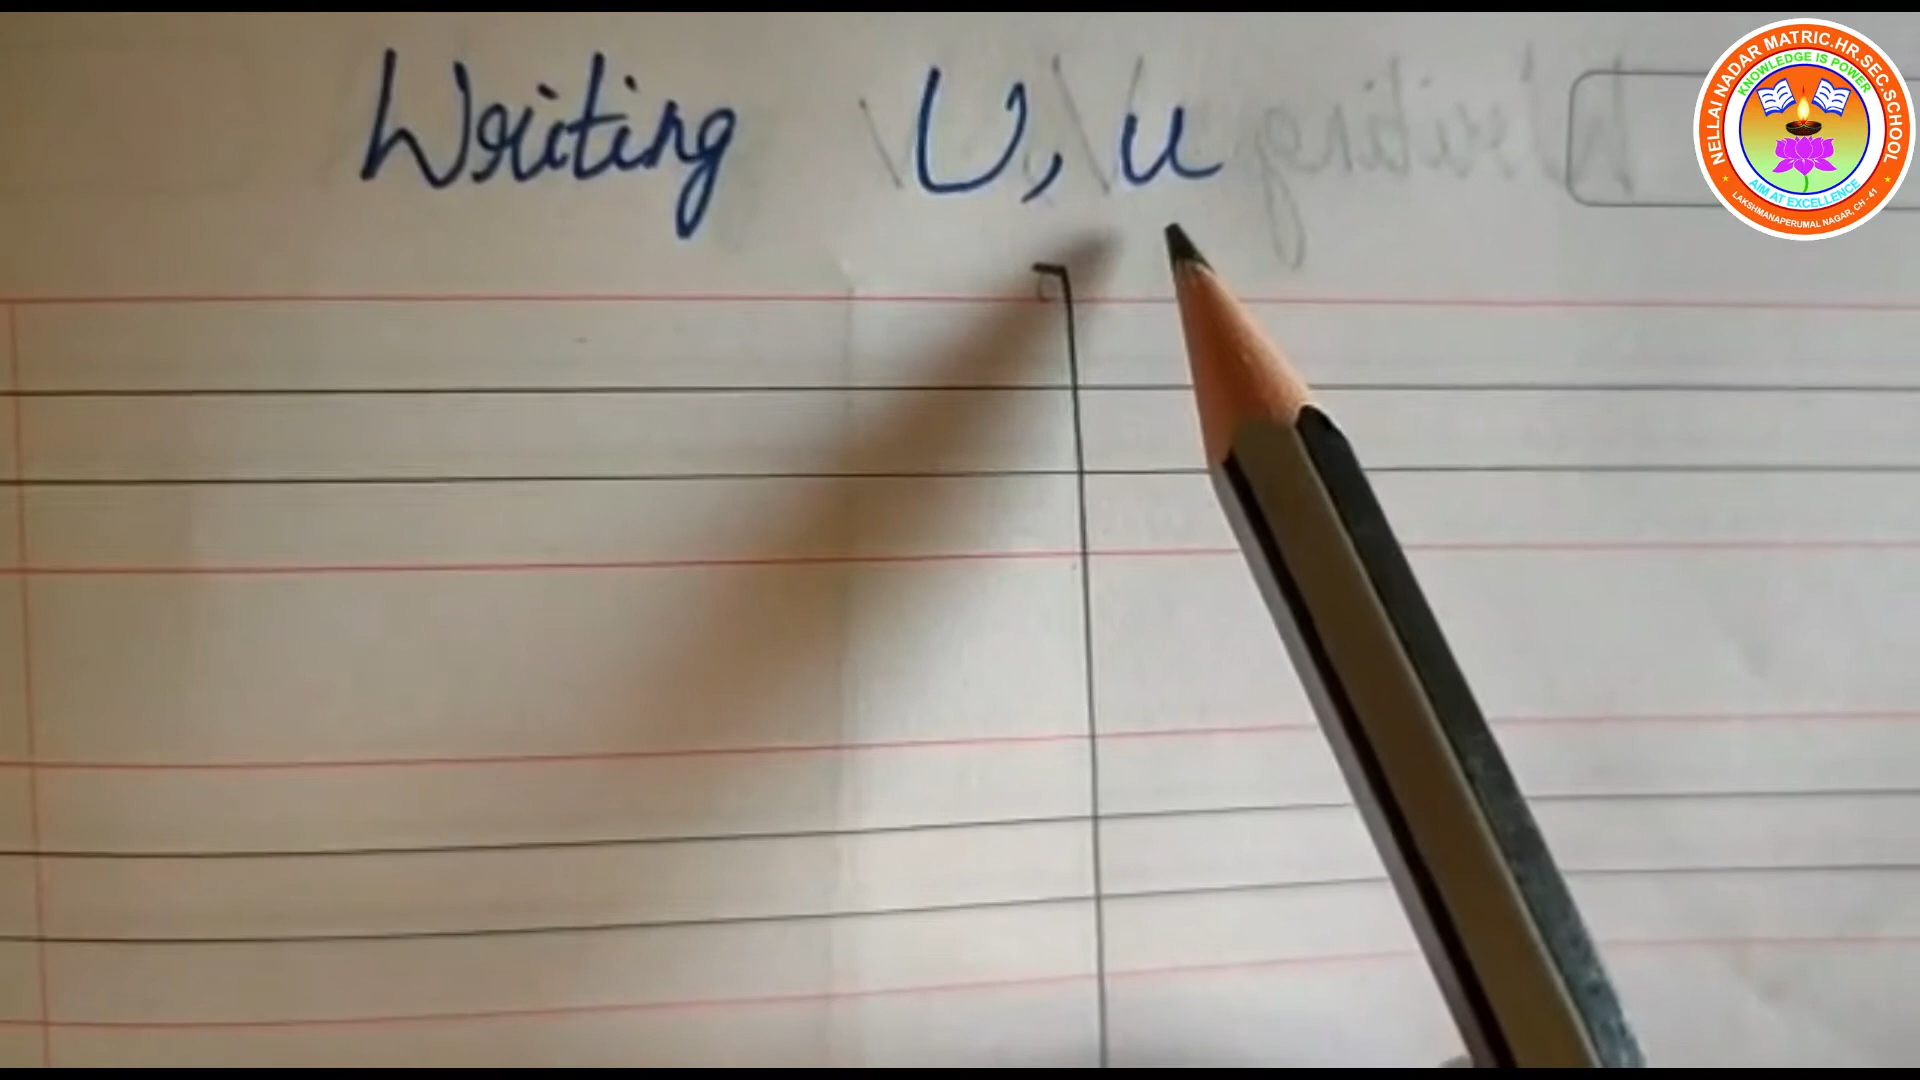 Writing U, u
NELLAI NADAR MATRIC.HR.SEC.SCHOOL
KNOWLEDGE IS POWER
AIM AT EXCELLENCE
LAKSHMANAPERUMAL NAGAR, CH - 41